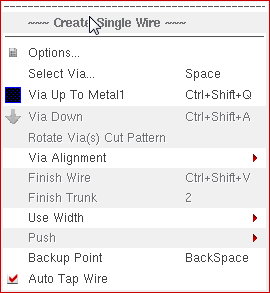 ~~~ Create Single Wire ~~~
Options...
Select Via... Space
Via Up To Metal1 Ctrl+Shift+Q
Via Down Ctrl+Shift+A
Rotate Via(s) Cut Pattern
Via Alignment
Finish Wire Ctrl+Shift+V
Finish Trunk 2
Use Width
Push
Backup Point BackSpace
Auto Tap Wire